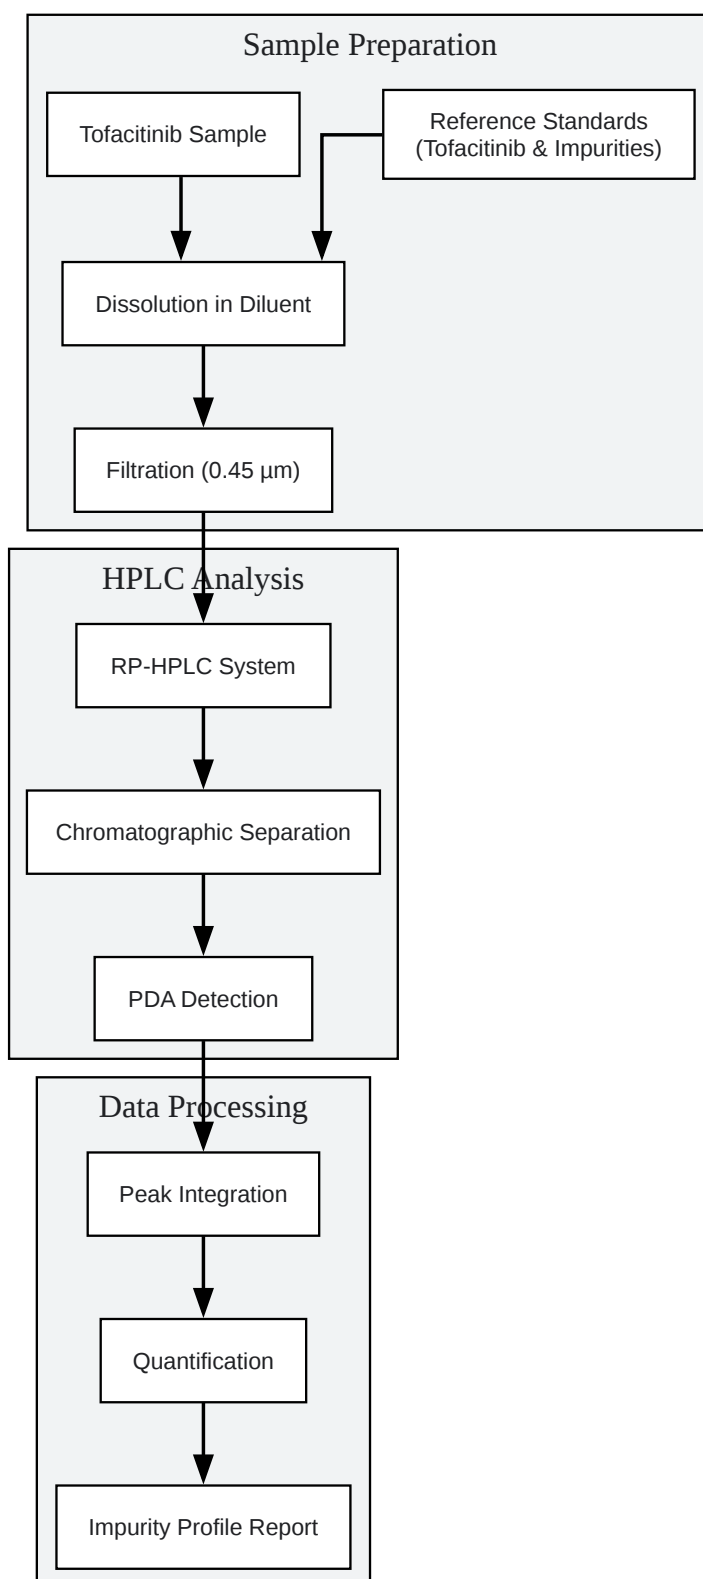 Sample Preparation
Tofacitinib Sample
Reference Standards
(Tofacitinib & Impurities)
Dissolution in Diluent
Filtration (0.45 µm)
HPLC Analysis
RP-HPLC System
Chromatographic Separation
PDA Detection
Data Processing
Peak Integration
Quantification
Impurity Profile Report